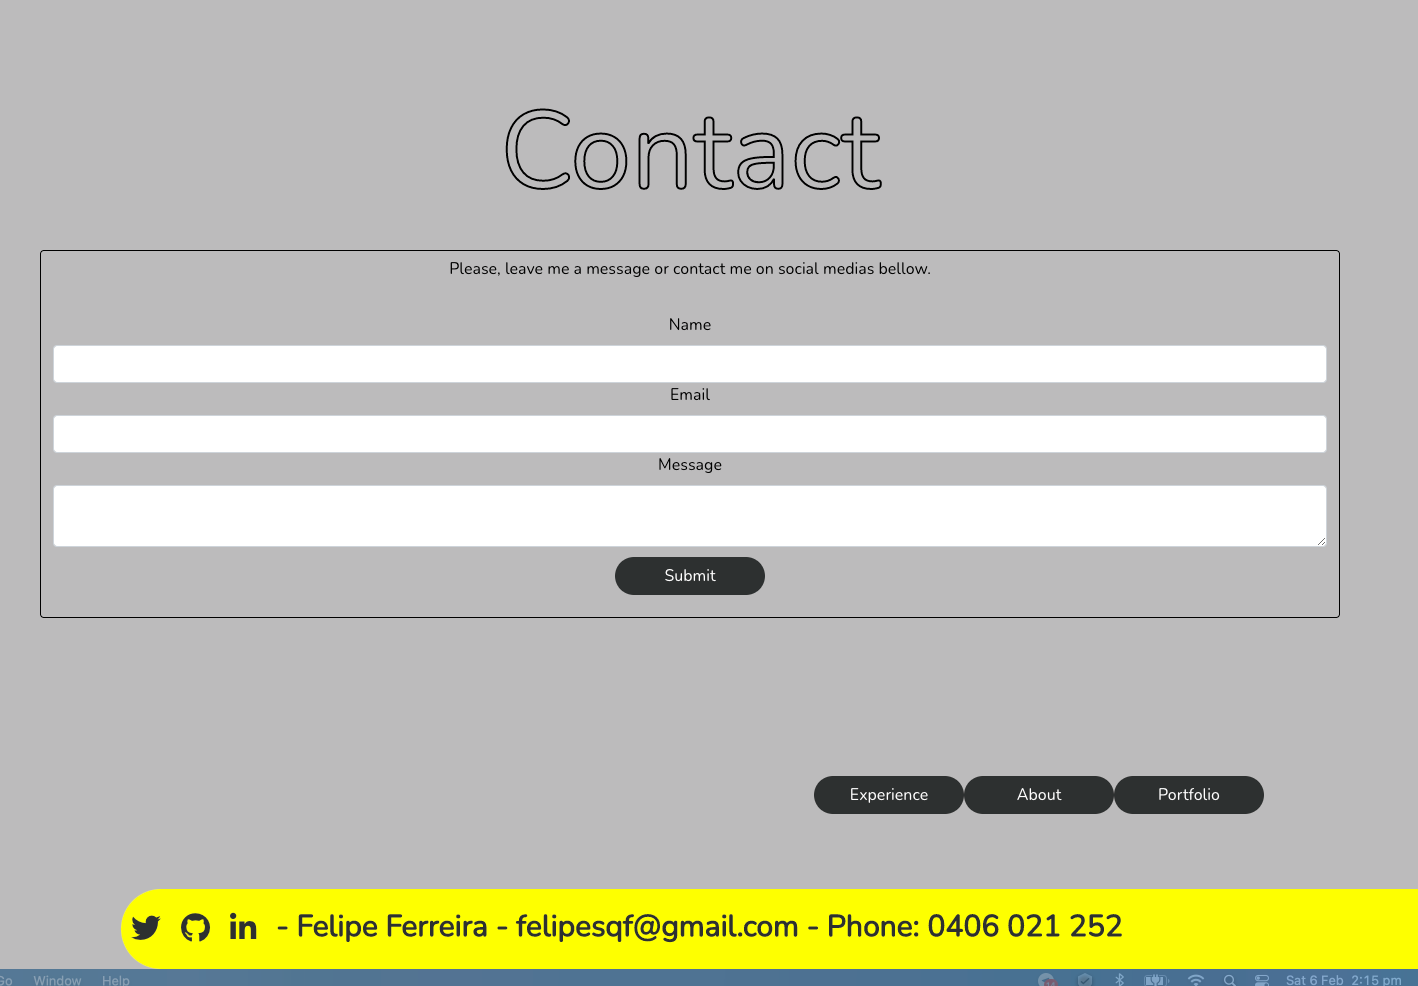 Contact
Please, leave me a message or contact me on social medias bellow.
Name
Email
Message
Submit
Experience About Portfolio
- Felipe Ferreira - felipesqf@gmail.com - Phone: 0406 021 252
Go Window Help Sat 6 Feb 2:15 pm